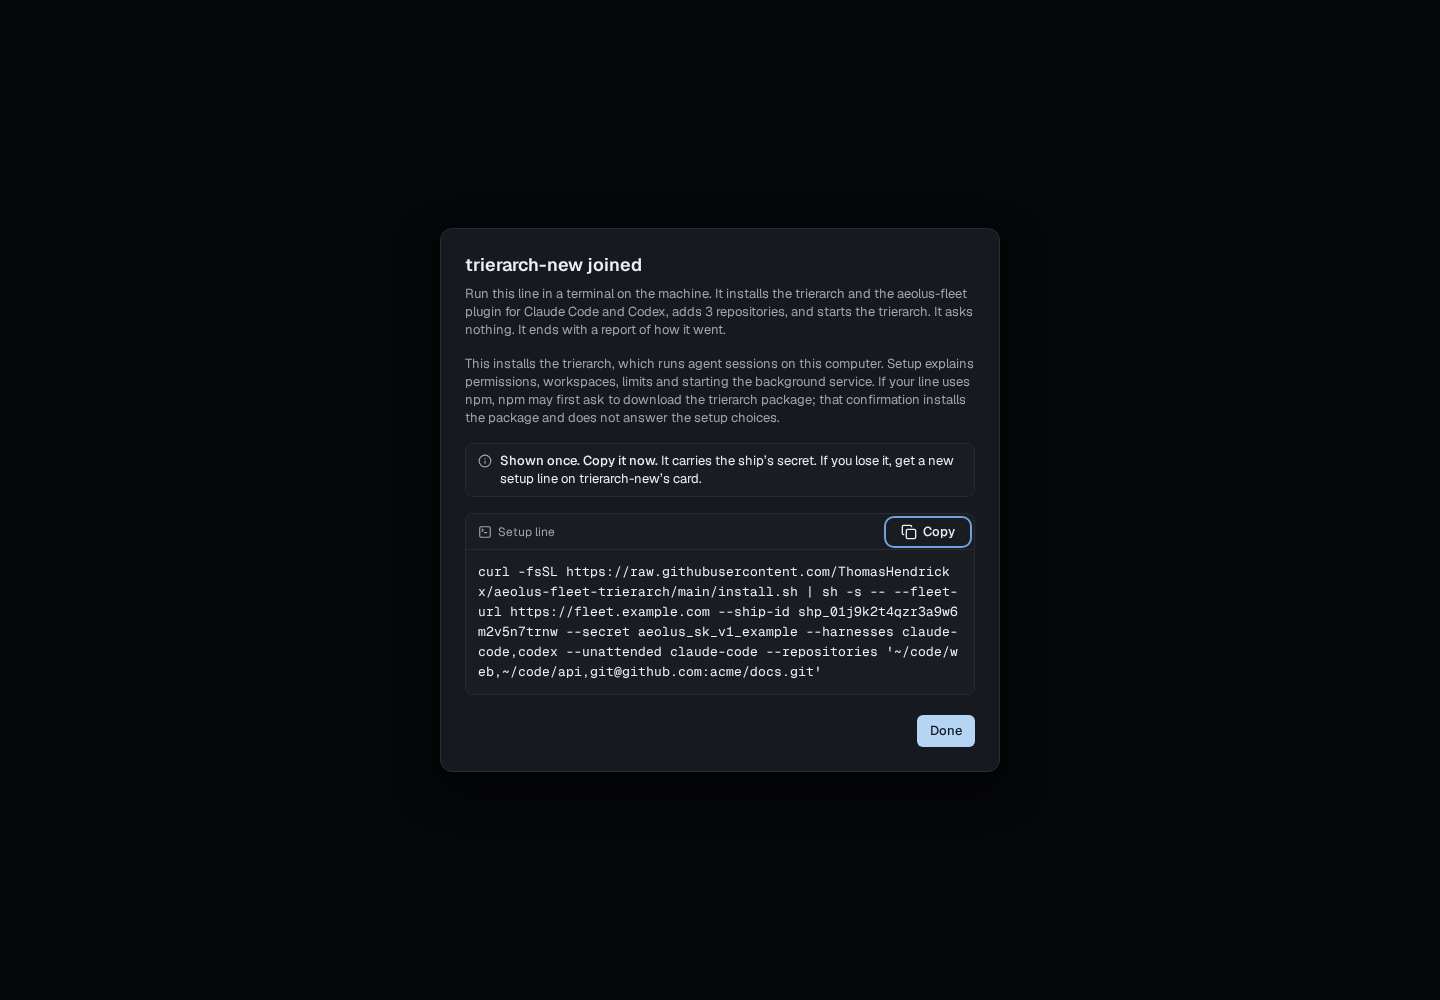 trierarch-new joined
Run this line in a terminal on the machine. It installs the trierarch and the aeolus-fleet
plugin for Claude Code and Codex, adds 3 repositories, and starts the trierarch. It asks
nothing. It ends with a report of how it went.
This installs the trierarch, which runs agent sessions on this computer. Setup explains
permissions, workspaces, limits and starting the background service. If your line uses
npm, npm may first ask to download the trierarch package; that confirmation installs
the package and does not answer the setup choices.
Shown once. Copy it now. It carries the ship's secret. If you lose it, get a new
setup line on trierarch-new's card.
Setup line
Copy
curl -fsSL https://raw.githubusercontent.com/ThomasHendrick
x/aeolus-fleet-trierarch/main/install.sh | sh -s -- --fleet-
url https://fleet.example.com --ship-id shp_01j9k2t4qzr3a9w6
m2v5n7trnw --secret aeolus_sk_v1_example --harnesses claude-
code,codex --unattended claude-code --repositories '~/code/w
eb,~/code/api,git@github.com:acme/docs.git'
Done